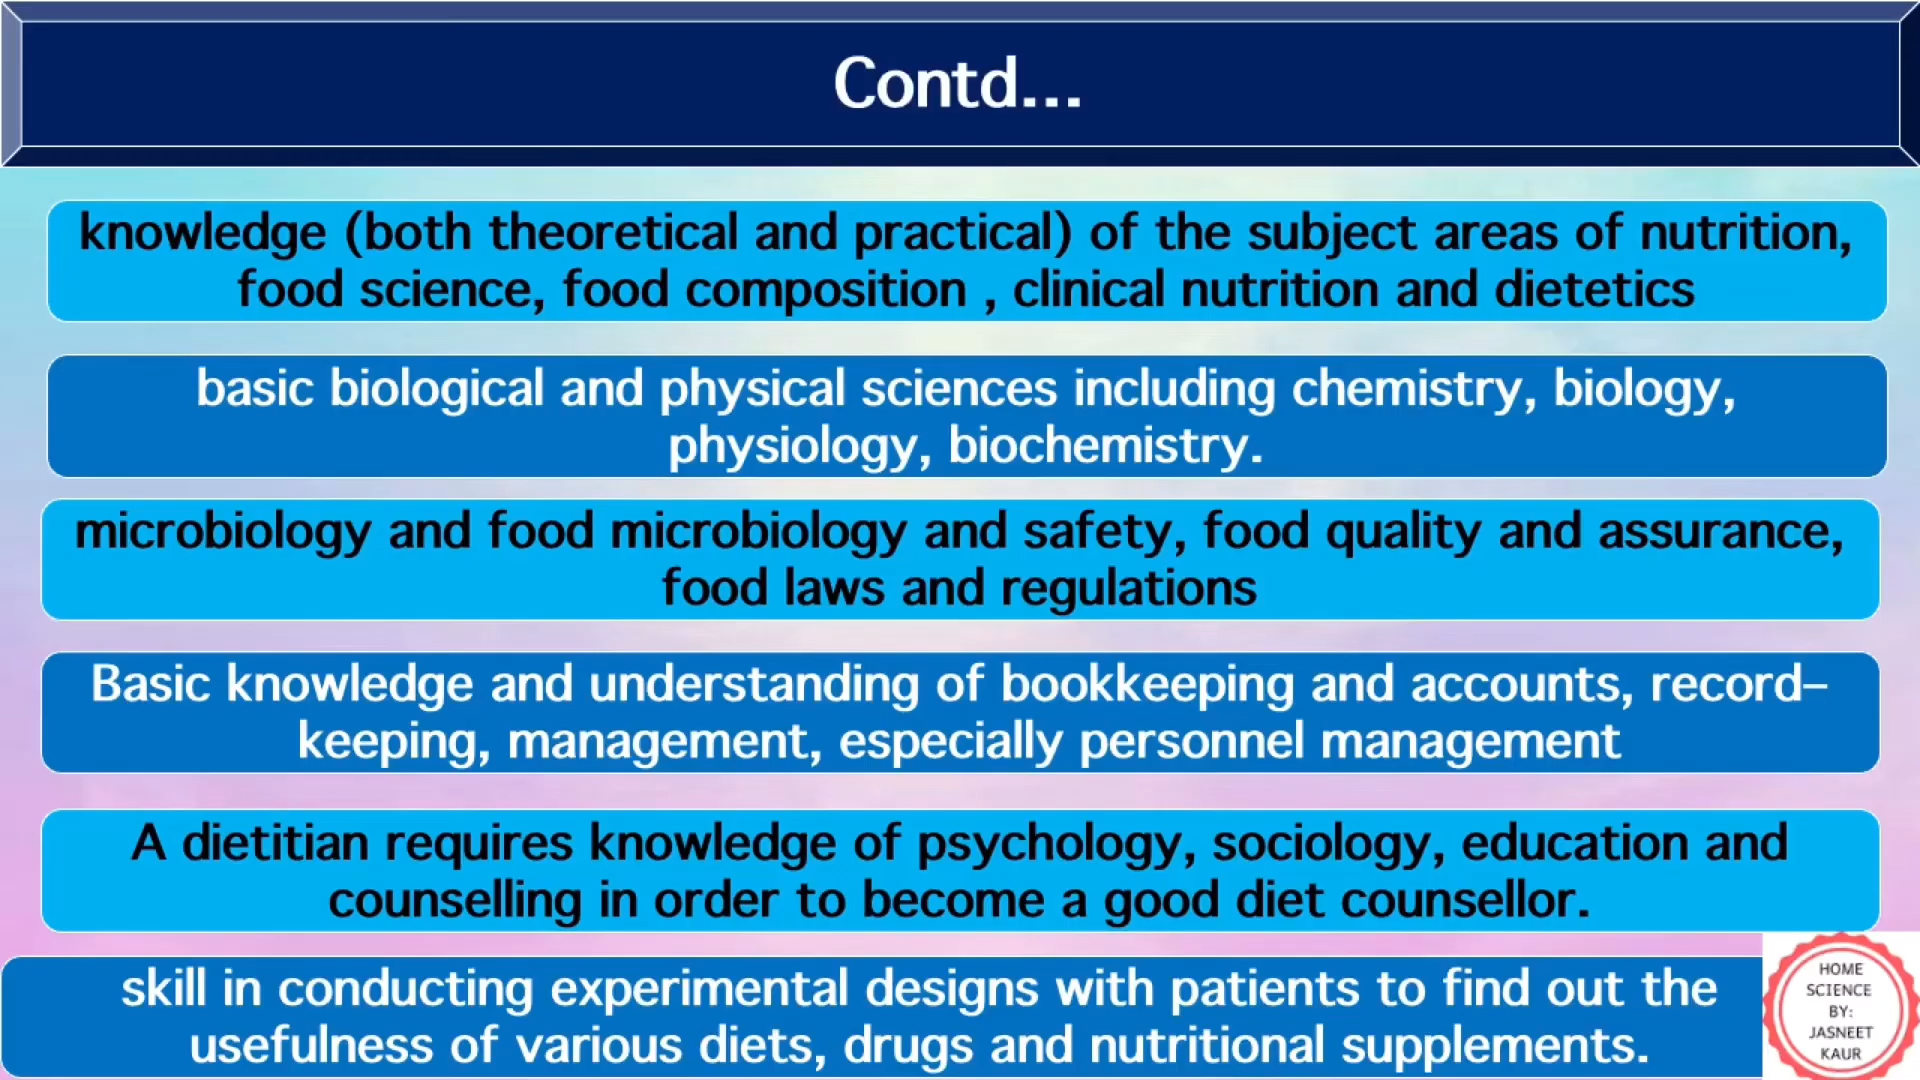 Contd...
knowledge (both theoretical and practical) of the subject areas of nutrition,
food science, food composition , clinical nutrition and dietetics
basic biological and physical sciences including chemistry, biology,
physiology, biochemistry.
microbiology and food microbiology and safety, food quality and assurance,
food laws and regulations
Basic knowledge and understanding of bookkeeping and accounts, record–
keeping, management, especially personnel management
A dietitian requires knowledge of psychology, sociology, education and
counselling in order to become a good diet counsellor.
skill in conducting experimental designs with patients to find out the
usefulness of various diets, drugs and nutritional supplements.
HOME
SCIENCE
BY:
JASNEET
KAUR